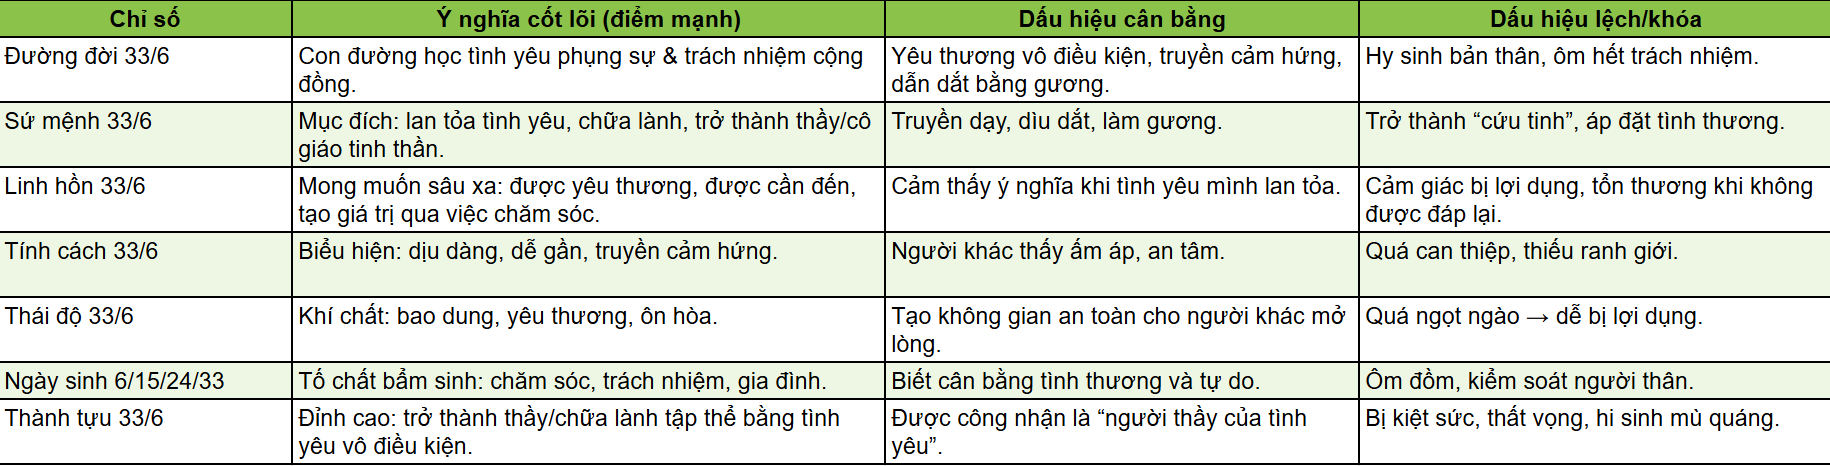 Chỉ số
Ý nghĩa cốt lõi (điểm mạnh)
Dấu hiệu cân bằng
Dấu hiệu lệch/khóa
Đường đời 33/6
Con đường học tình yêu phụng sự & trách nhiệm cộng
đồng.
Yêu thương vô điều kiện, truyền cảm hứng,
dẫn dắt bằng gương.
Hy sinh bản thân, ôm hết trách nhiệm.
Sứ mệnh 33/6
Mục đích: lan tỏa tình yêu, chữa lành, trở thành thầy/cô
giáo tinh thần.
Truyền dạy, dìu dắt, làm gương.
Trở thành “cứu tinh”, áp đặt tình thương.
Linh hồn 33/6
Mong muốn sâu xa: được yêu thương, được cần đến,
tạo giá trị qua việc chăm sóc.
Cảm thấy ý nghĩa khi tình yêu mình lan tỏa.
Cảm giác bị lợi dụng, tổn thương khi không
được đáp lại.
Tính cách 33/6
Biểu hiện: dịu dàng, dễ gần, truyền cảm hứng.
Người khác thấy ấm áp, an tâm.
Quá can thiệp, thiếu ranh giới.
Thái độ 33/6
Khí chất: bao dung, yêu thương, ôn hòa.
Tạo không gian an toàn cho người khác mở
lòng.
Quá ngọt ngào → dễ bị lợi dụng.
Ngày sinh 6/15/24/33
Tố chất bẩm sinh: chăm sóc, trách nhiệm, gia đình.
Biết cân bằng tình thương và tự do.
Ôm đồm, kiểm soát người thân.
Thành tựu 33/6
Đỉnh cao: trở thành thầy/chữa lành tập thể bằng tình
yêu vô điều kiện.
Được công nhận là “người thầy của tình
yêu”.
Bị kiệt sức, thất vọng, hi sinh mù quáng.